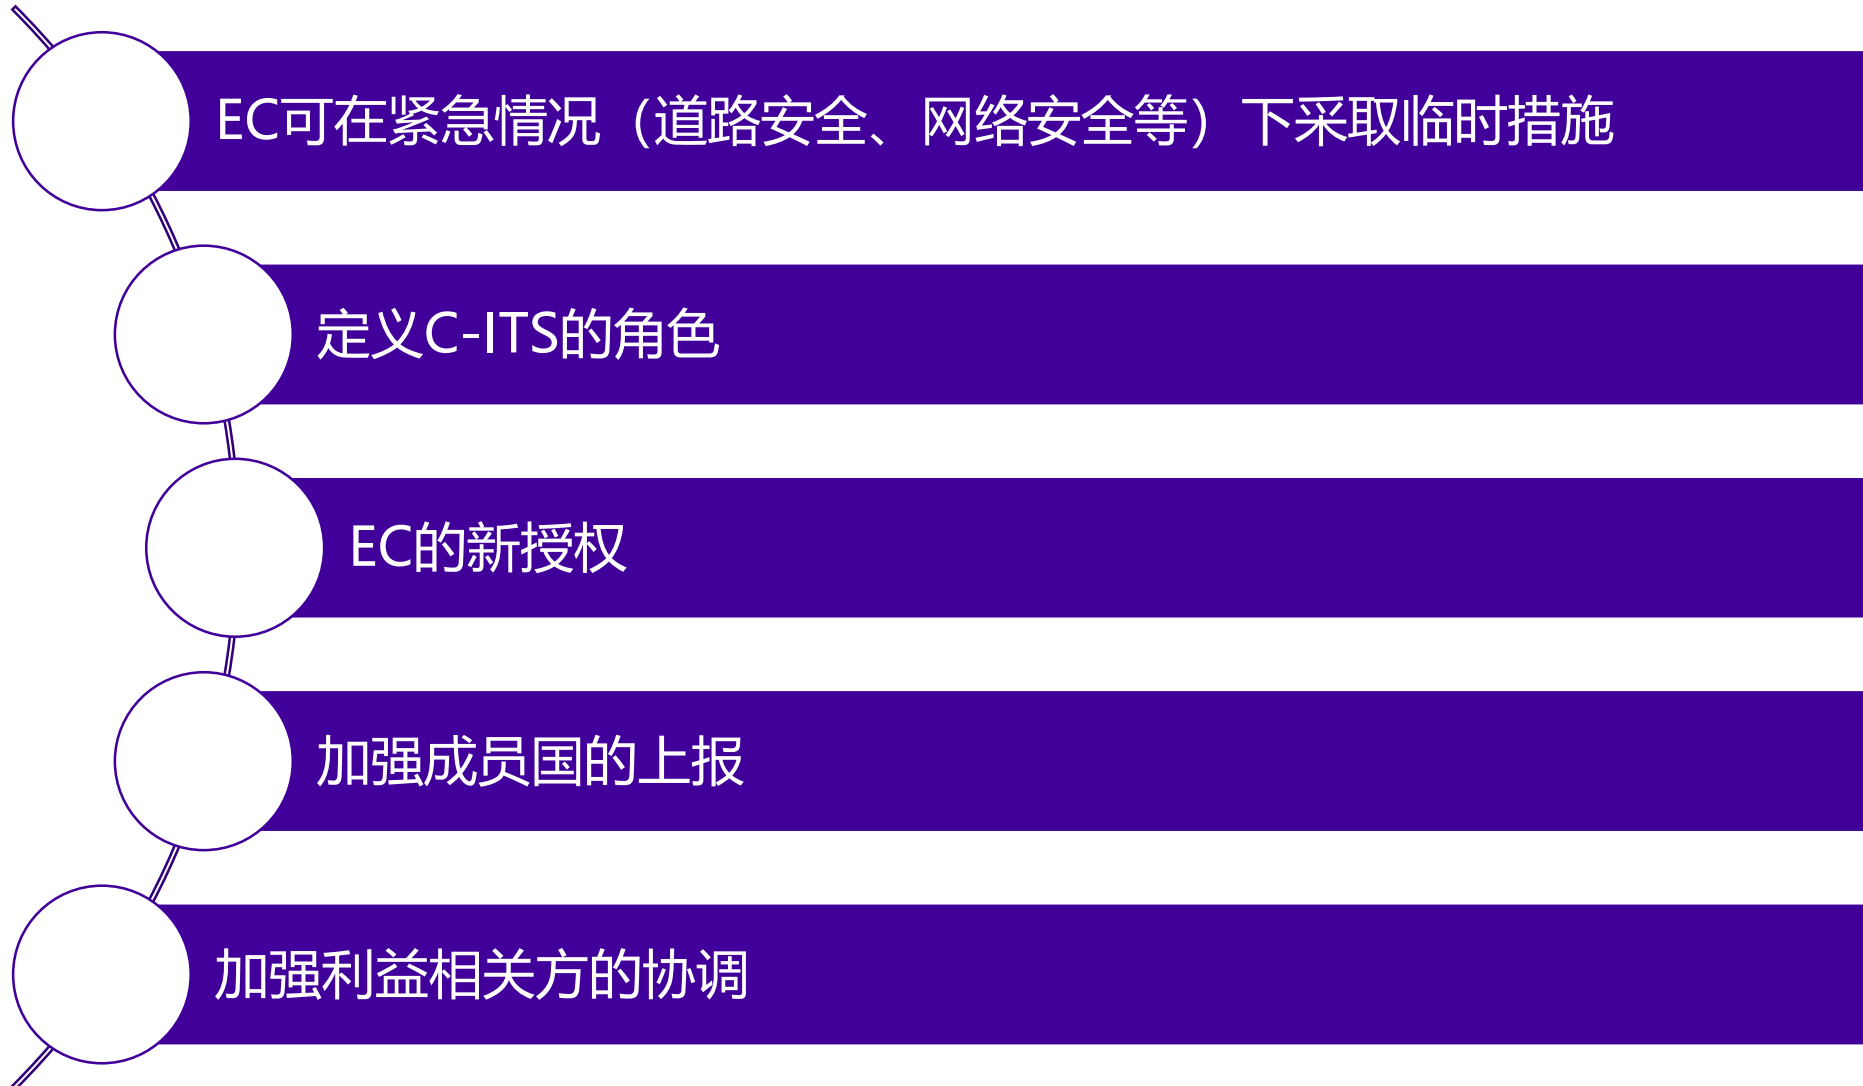 EC可在紧急情况（道路安全、网络安全等）下采取临时措施
定义C-ITS的角色
EC的新授权
加强成员国的上报
加强利益相关方的协调